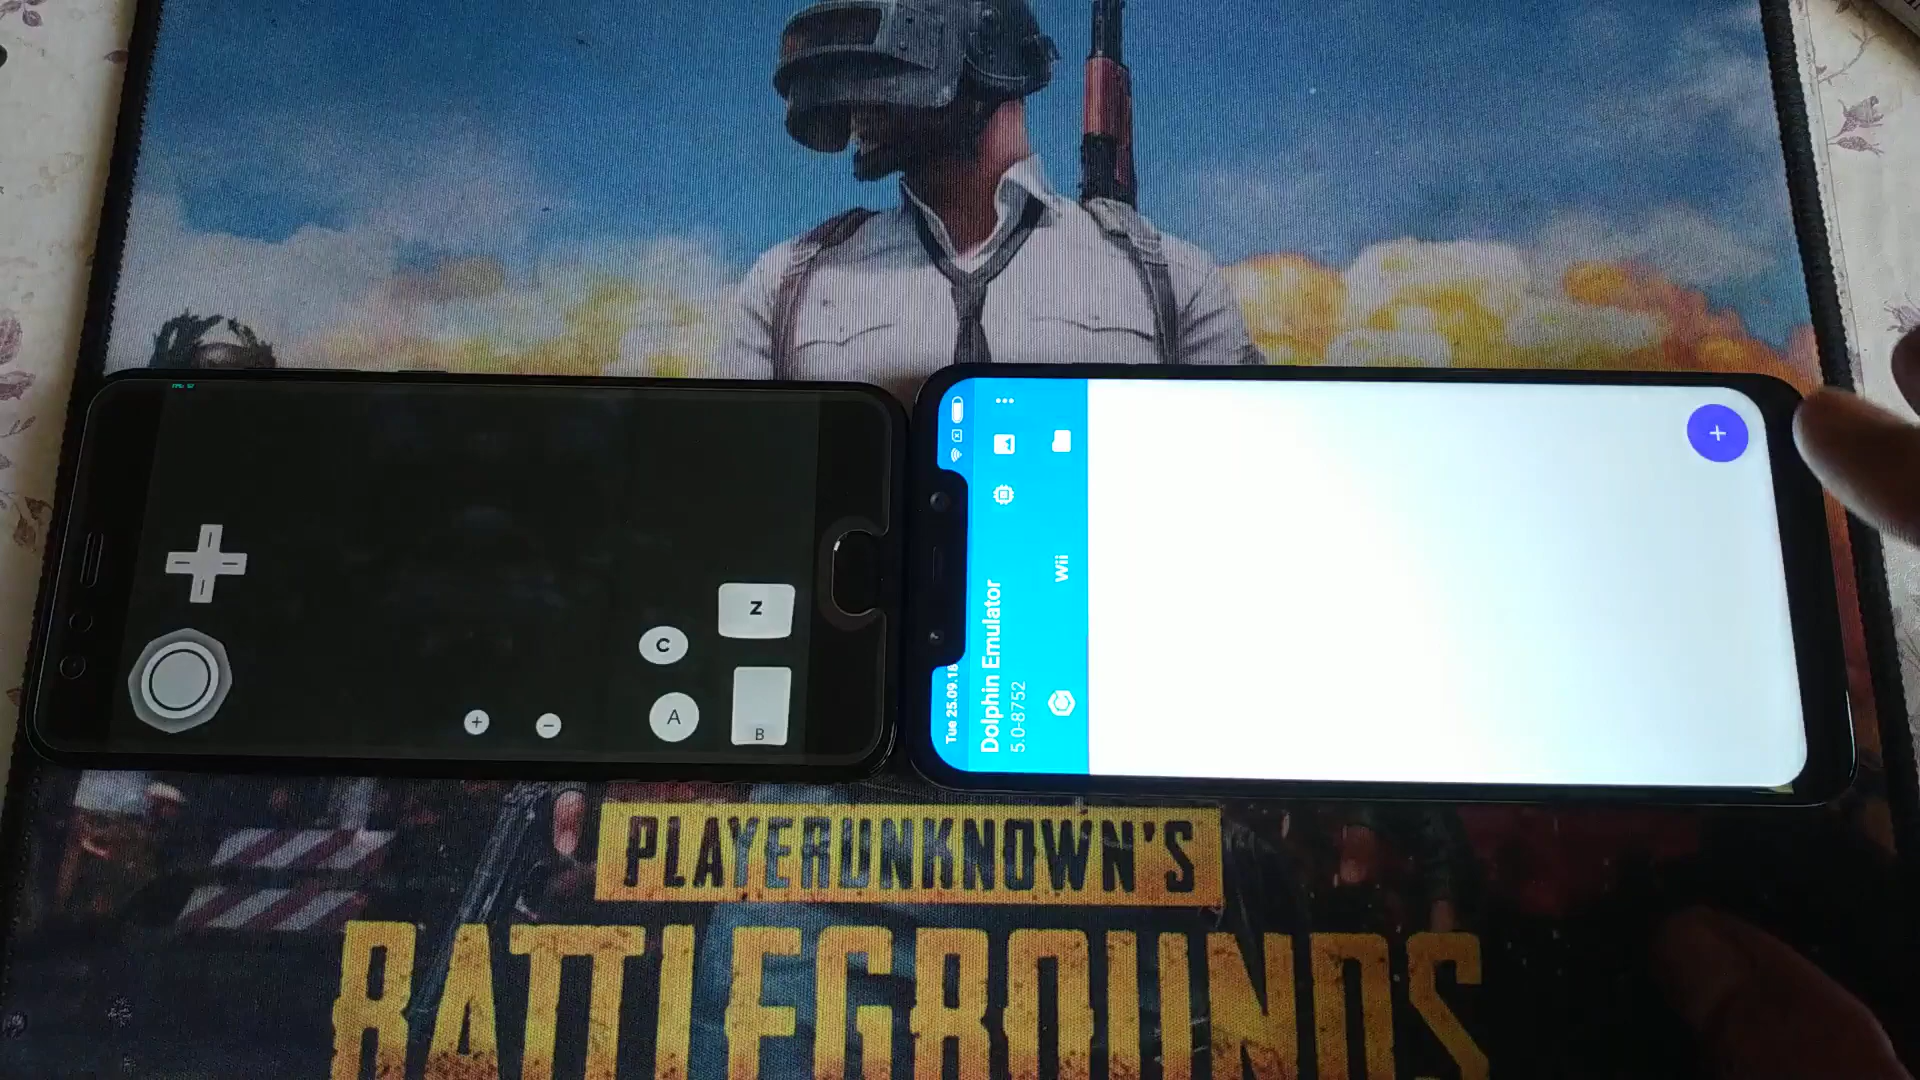 Z
C
A
B
+
−
Tue 25.09.18
Dolphin Emulator
5.0-8752
Wii
+
PLAYERUNKNOWN'S
BATTLEGROUNDS